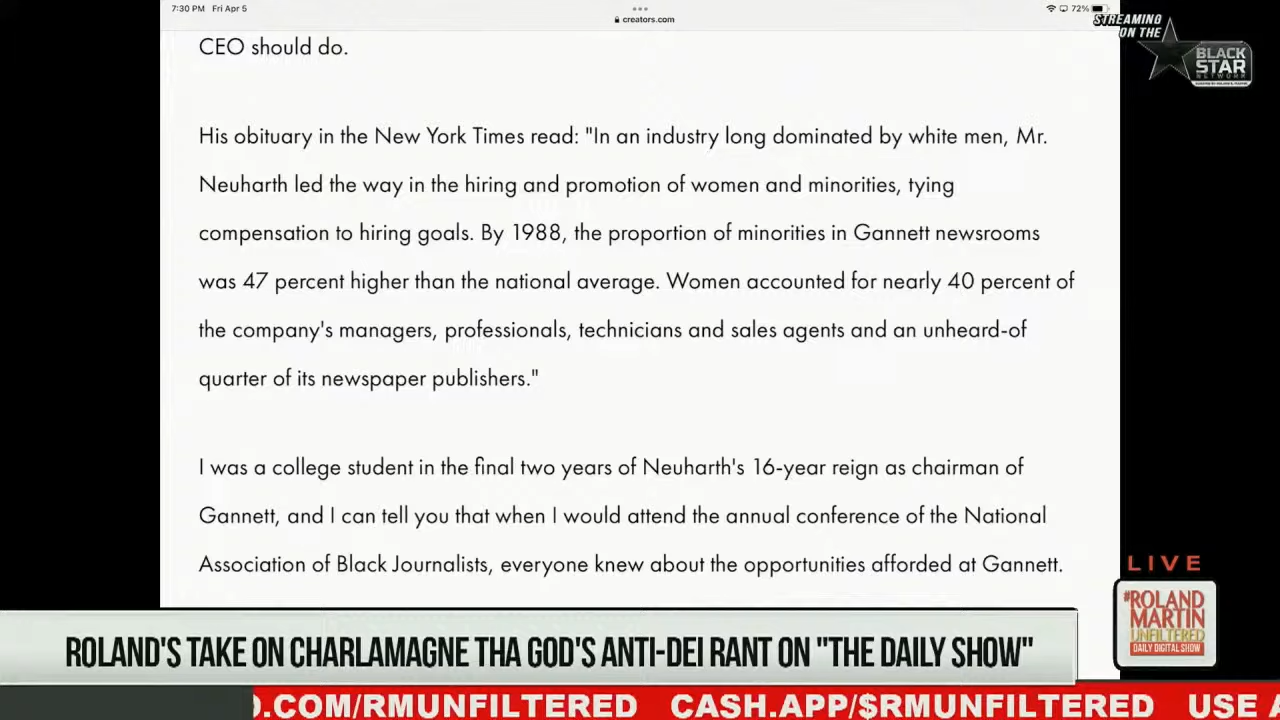 7:30 PM Fri Apr 5
creators.com
72%
STREAMING
ON THE
BLACK
STAR
NETWORK
CEO should do.
His obituary in the New York Times read: "In an industry long dominated by white men, Mr.
Neuharth led the way in the hiring and promotion of women and minorities, tying
compensation to hiring goals. By 1988, the proportion of minorities in Gannett newsrooms
was 47 percent higher than the national average. Women accounted for nearly 40 percent of
the company's managers, professionals, technicians and sales agents and an unheard-of
quarter of its newspaper publishers."
I was a college student in the final two years of Neuharth's 16-year reign as chairman of
Gannett, and I can tell you that when I would attend the annual conference of the National
Association of Black Journalists, everyone knew about the opportunities afforded at Gannett.
LIVE
#ROLAND
MARTIN
UNFILTERED
DAILY DIGITAL SHOW
ROLAND'S TAKE ON CHARLAMAGNE THA GOD'S ANTI-DEI RANT ON "THE DAILY SHOW"
.COM/RMUNFILTERED CASH.APP/$RMUNFILTERED USE